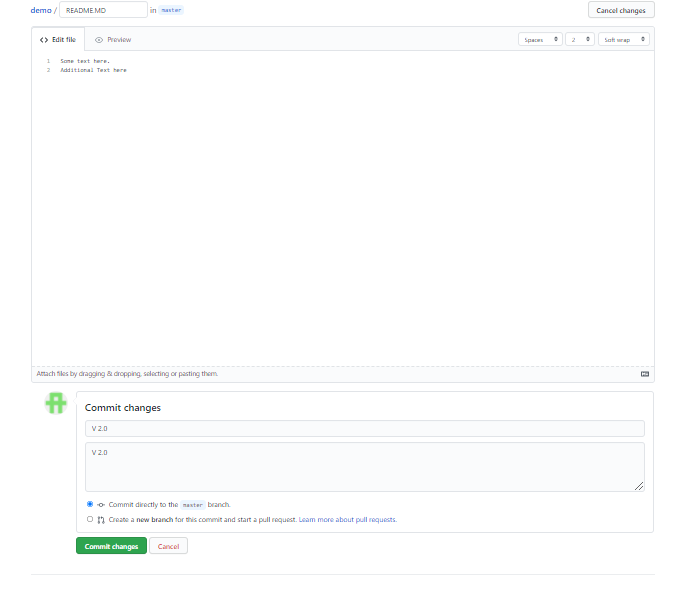 demo / README.MD in master Cancel changes
Edit file Preview Spaces 2 Soft wrap
1 Some text here.
2 Additional Text here
Attach files by dragging & dropping, selecting or pasting them.
Commit changes
V 2.0
V 2.0
Commit directly to the master branch.
Create a new branch for this commit and start a pull request. Learn more about pull requests.
Commit changes Cancel